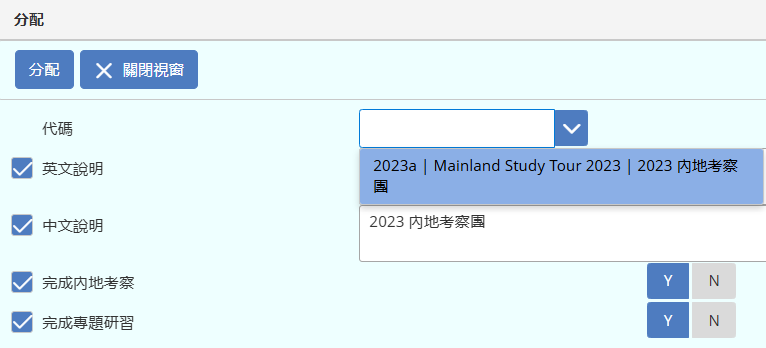 分配
分配 關閉視窗
代碼
英文說明
2023a | Mainland Study Tour 2023 | 2023 內地考察
團
中文說明
2023 內地考察團
完成內地考察 Y N
完成專題研習 Y N